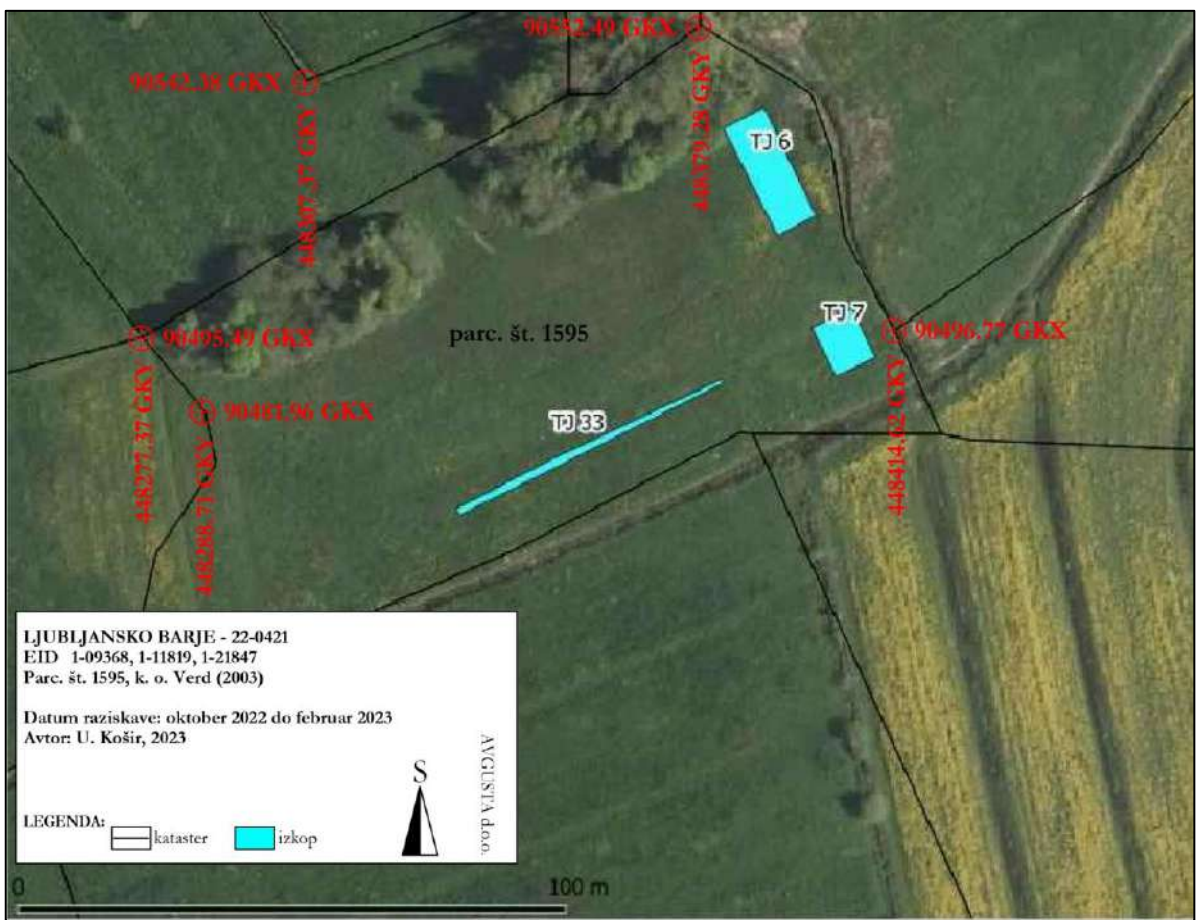 90552.49 GKX
448379.28 GKY
90542.38 GKX
448307.37 GKY
TJ 6
90495.49 GKX
448277.37 GKY
parc. št. 1595
TJ 7
90496.77 GKX
448414.62 GKY
90481.96 GKX
448288.71 GKY
TJ 33
LJUBLJANSKO BARJE - 22-0421
EID 1-09368, 1-11819, 1-21847
Parc. št. 1595, k. o. Verd (2003)
Datum raziskave: oktober 2022 do februar 2023
Avtor: U. Košir, 2023
AVGUSTA d.o.o.
S
LEGENDA:
kataster
izkop
0
100 m